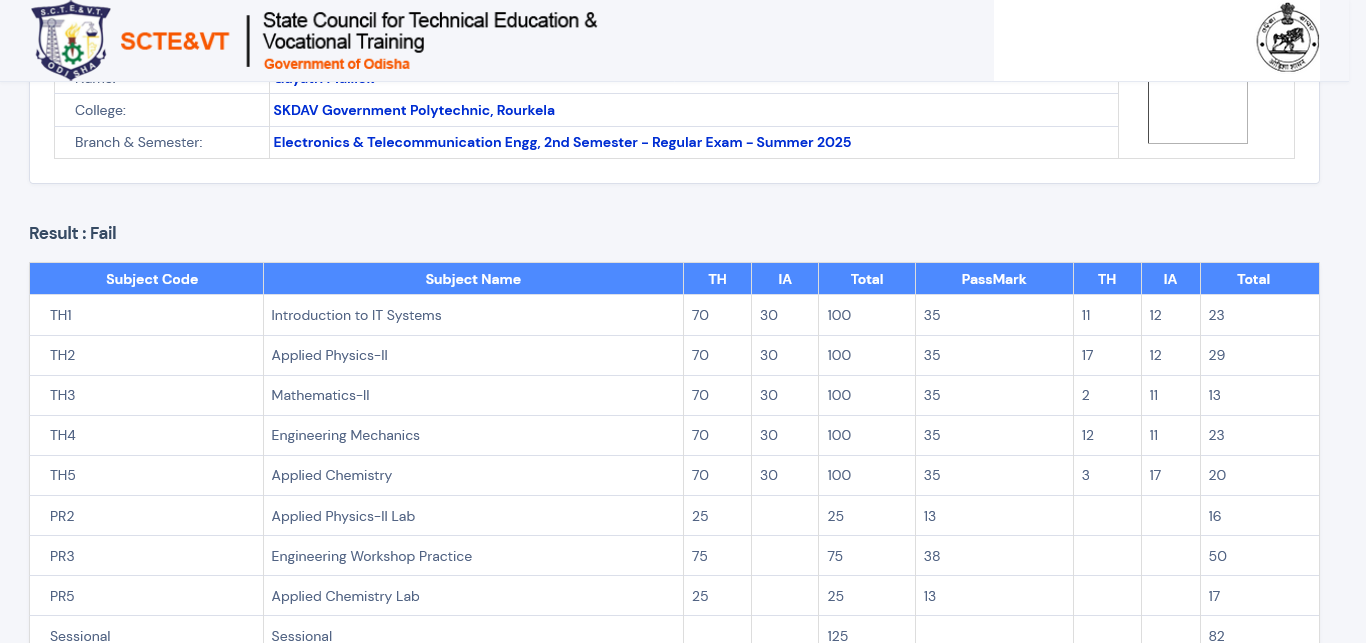 S.C.T.E.&V.T.
ODISHA
SCTE&VT
State Council for Technical Education &
Vocational Training
Government of Odisha
College: SKDAV Government Polytechnic, Rourkela
Branch & Semester: Electronics & Telecommunication Engg, 2nd Semester - Regular Exam - Summer 2025
Result : Fail
Subject Code Subject Name TH IA Total PassMark TH IA Total
TH1 Introduction to IT Systems 70 30 100 35 11 12 23
TH2 Applied Physics-II 70 30 100 35 17 12 29
TH3 Mathematics-II 70 30 100 35 2 11 13
TH4 Engineering Mechanics 70 30 100 35 12 11 23
TH5 Applied Chemistry 70 30 100 35 3 17 20
PR2 Applied Physics-II Lab 25 25 13 16
PR3 Engineering Workshop Practice 75 75 38 50
PR5 Applied Chemistry Lab 25 25 13 17
Sessional Sessional 125 82